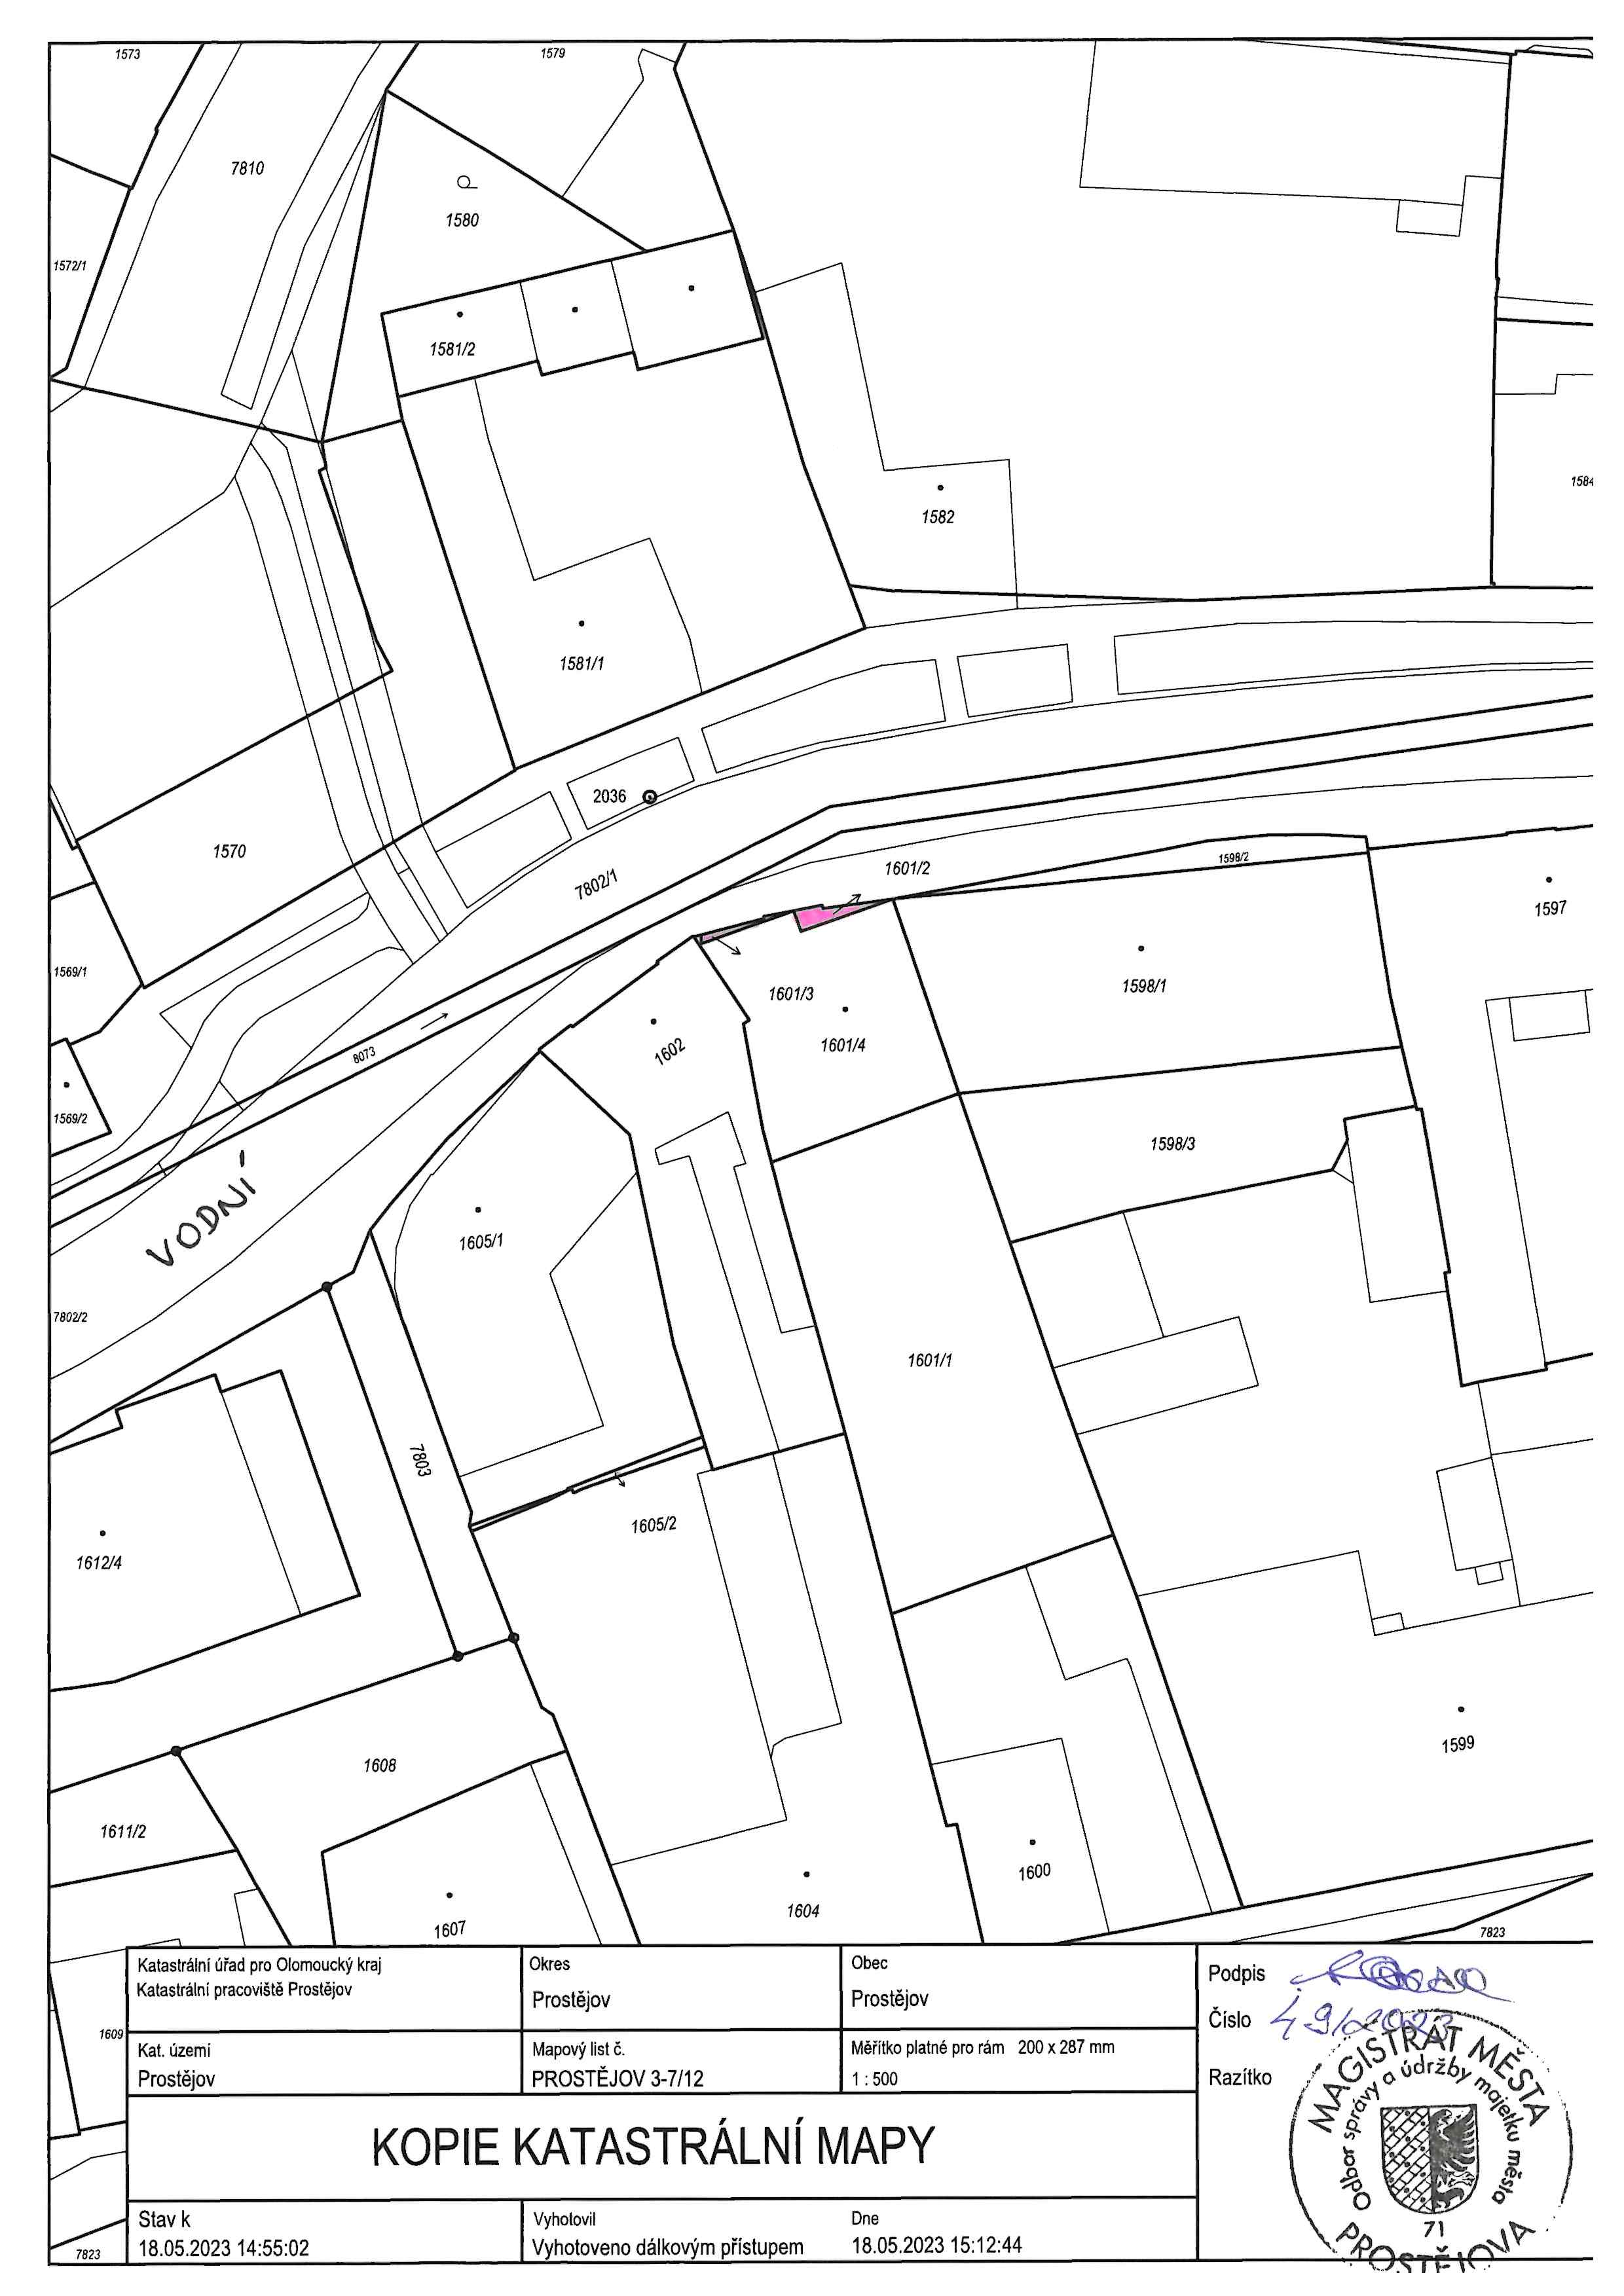 1573
1579
7810
1580
1572/1
1581/2
1584
1582
1581/1
2036
1570
7802/1
1601/2
1598/2
1597
1569/1
1601/3
1598/1
1602
1601/4
8073
1569/2
1598/3
VODNÍ
1605/1
7802/2
1601/1
7803
1605/2
1612/4
1599
1608
1611/2
1600
1604
1607
7823
Katastrální úřad pro Olomoucký kraj
Katastrální pracoviště Prostějov
Okres
Prostějov
Obec
Prostějov
Podpis
Číslo 49/2023
1609
Kat. území
Prostějov
Mapový list č.
PROSTĚJOV 3-7/12
Měřítko platné pro rám 200 x 287 mm
1 : 500
Razítko
MAGISTRÁT MĚSTA
PROSTĚJOVA
Odbor správy a údržby majetku města
71
KOPIE KATASTRÁLNÍ MAPY
Stav k
18.05.2023 14:55:02
Vyhotovil
Vyhotoveno dálkovým přístupem
Dne
18.05.2023 15:12:44
7823